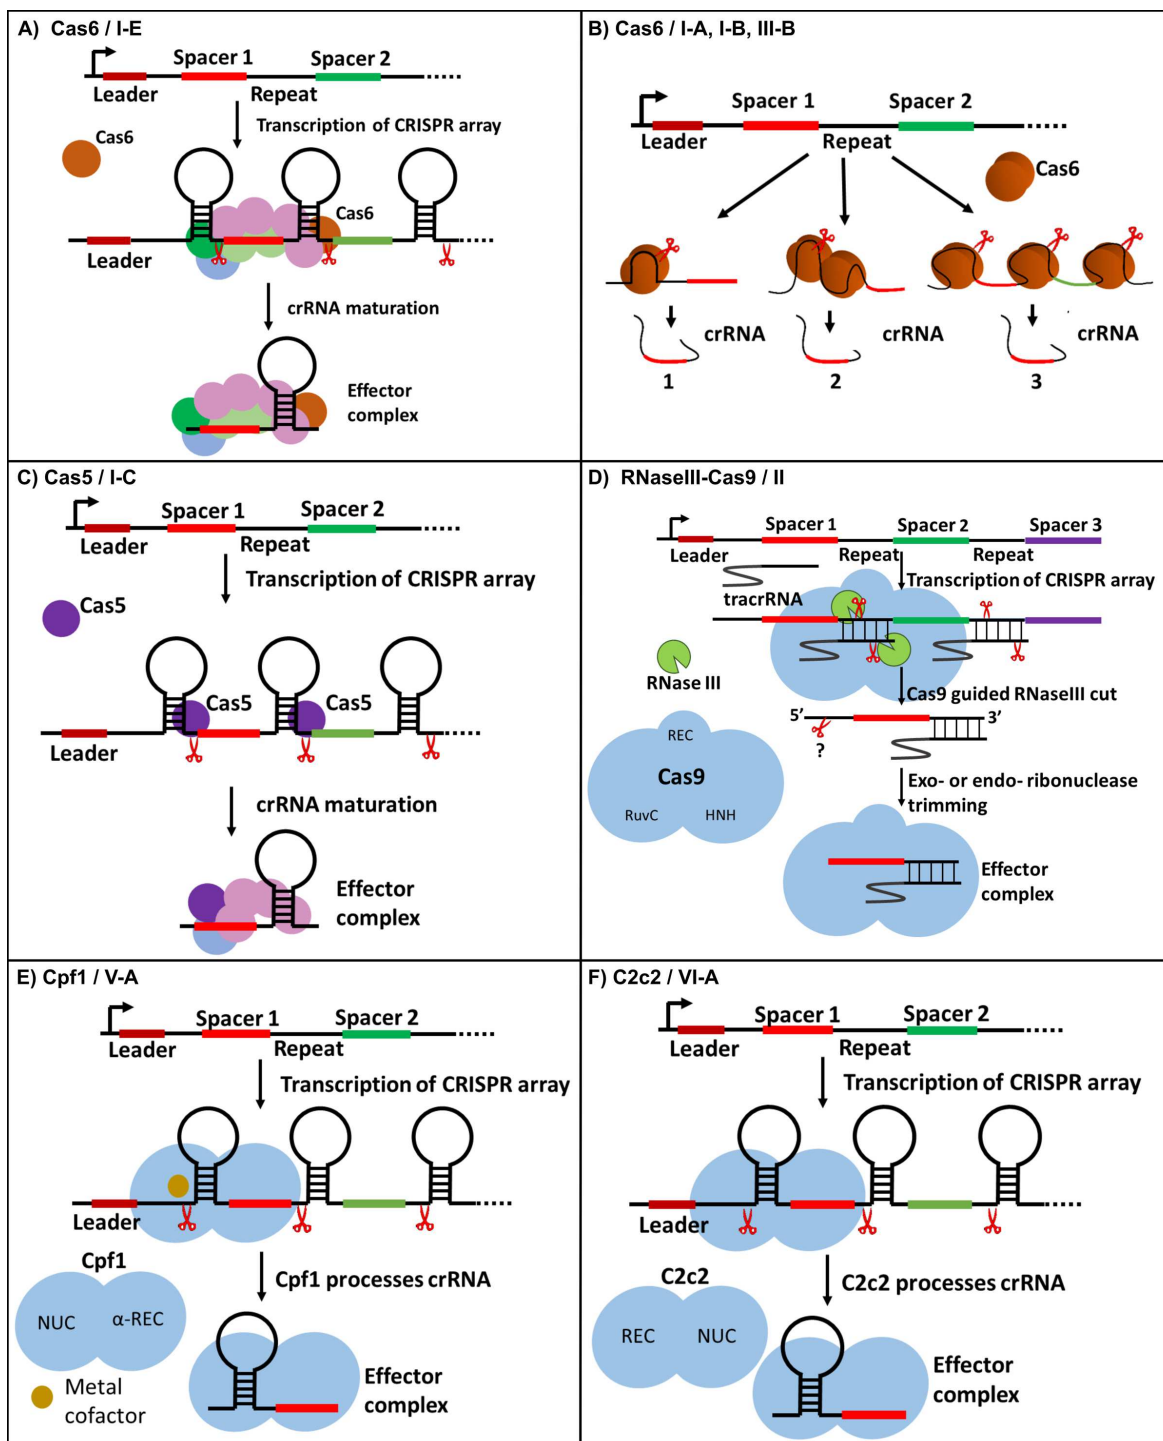 A) Cas6 / I-E
Spacer 1
Spacer 2
Leader
Repeat
Transcription of CRISPR array
Cas6
Cas6
Leader
crRNA maturation
Effector
complex
B) Cas6 / I-A, I-B, III-B
Spacer 1
Spacer 2
Leader
Repeat
Cas6
crRNA
crRNA
crRNA
1
2
3
C) Cas5 / I-C
Spacer 1
Spacer 2
Leader
Repeat
Transcription of CRISPR array
Cas5
Cas5
Cas5
Leader
crRNA maturation
Effector
complex
D) RNaseIII-Cas9 / II
Spacer 1
Spacer 2
Spacer 3
Leader
Repeat
Repeat
Transcription of CRISPR array
tracrRNA
RNase III
Cas9 guided RNaseIII cut
5’
3’
?
REC
Cas9
RuvC
HNH
Exo- or endo- ribonuclease
trimming
Effector
complex
E) Cpf1 / V-A
Spacer 1
Spacer 2
Leader
Repeat
Transcription of CRISPR array
Leader
Cpf1
NUC
α-REC
Cpf1 processes crRNA
Metal
cofactor
Effector
complex
F) C2c2 / VI-A
Spacer 1
Spacer 2
Leader
Repeat
Transcription of CRISPR array
Leader
C2c2
REC
NUC
C2c2 processes crRNA
Effector
complex